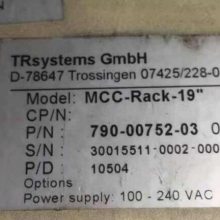 TRsystems GmbH
D-78647 Trossingen 07425/228-0
Model: MCC-Rack-19"
CP/N:
P/N : 790-00752-03 0
S/N : 30015511-0002-000
P/D : 10504
Options
Power supply: 100 - 240 VAC